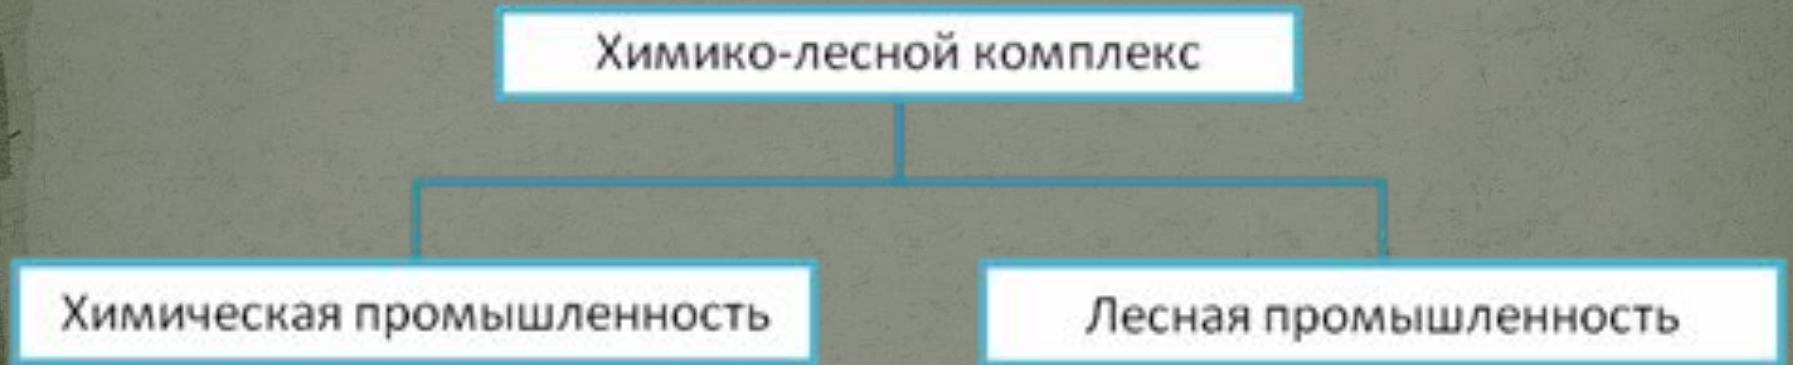 Химико-лесной комплекс
Химическая промышленность
Лесная промышленность